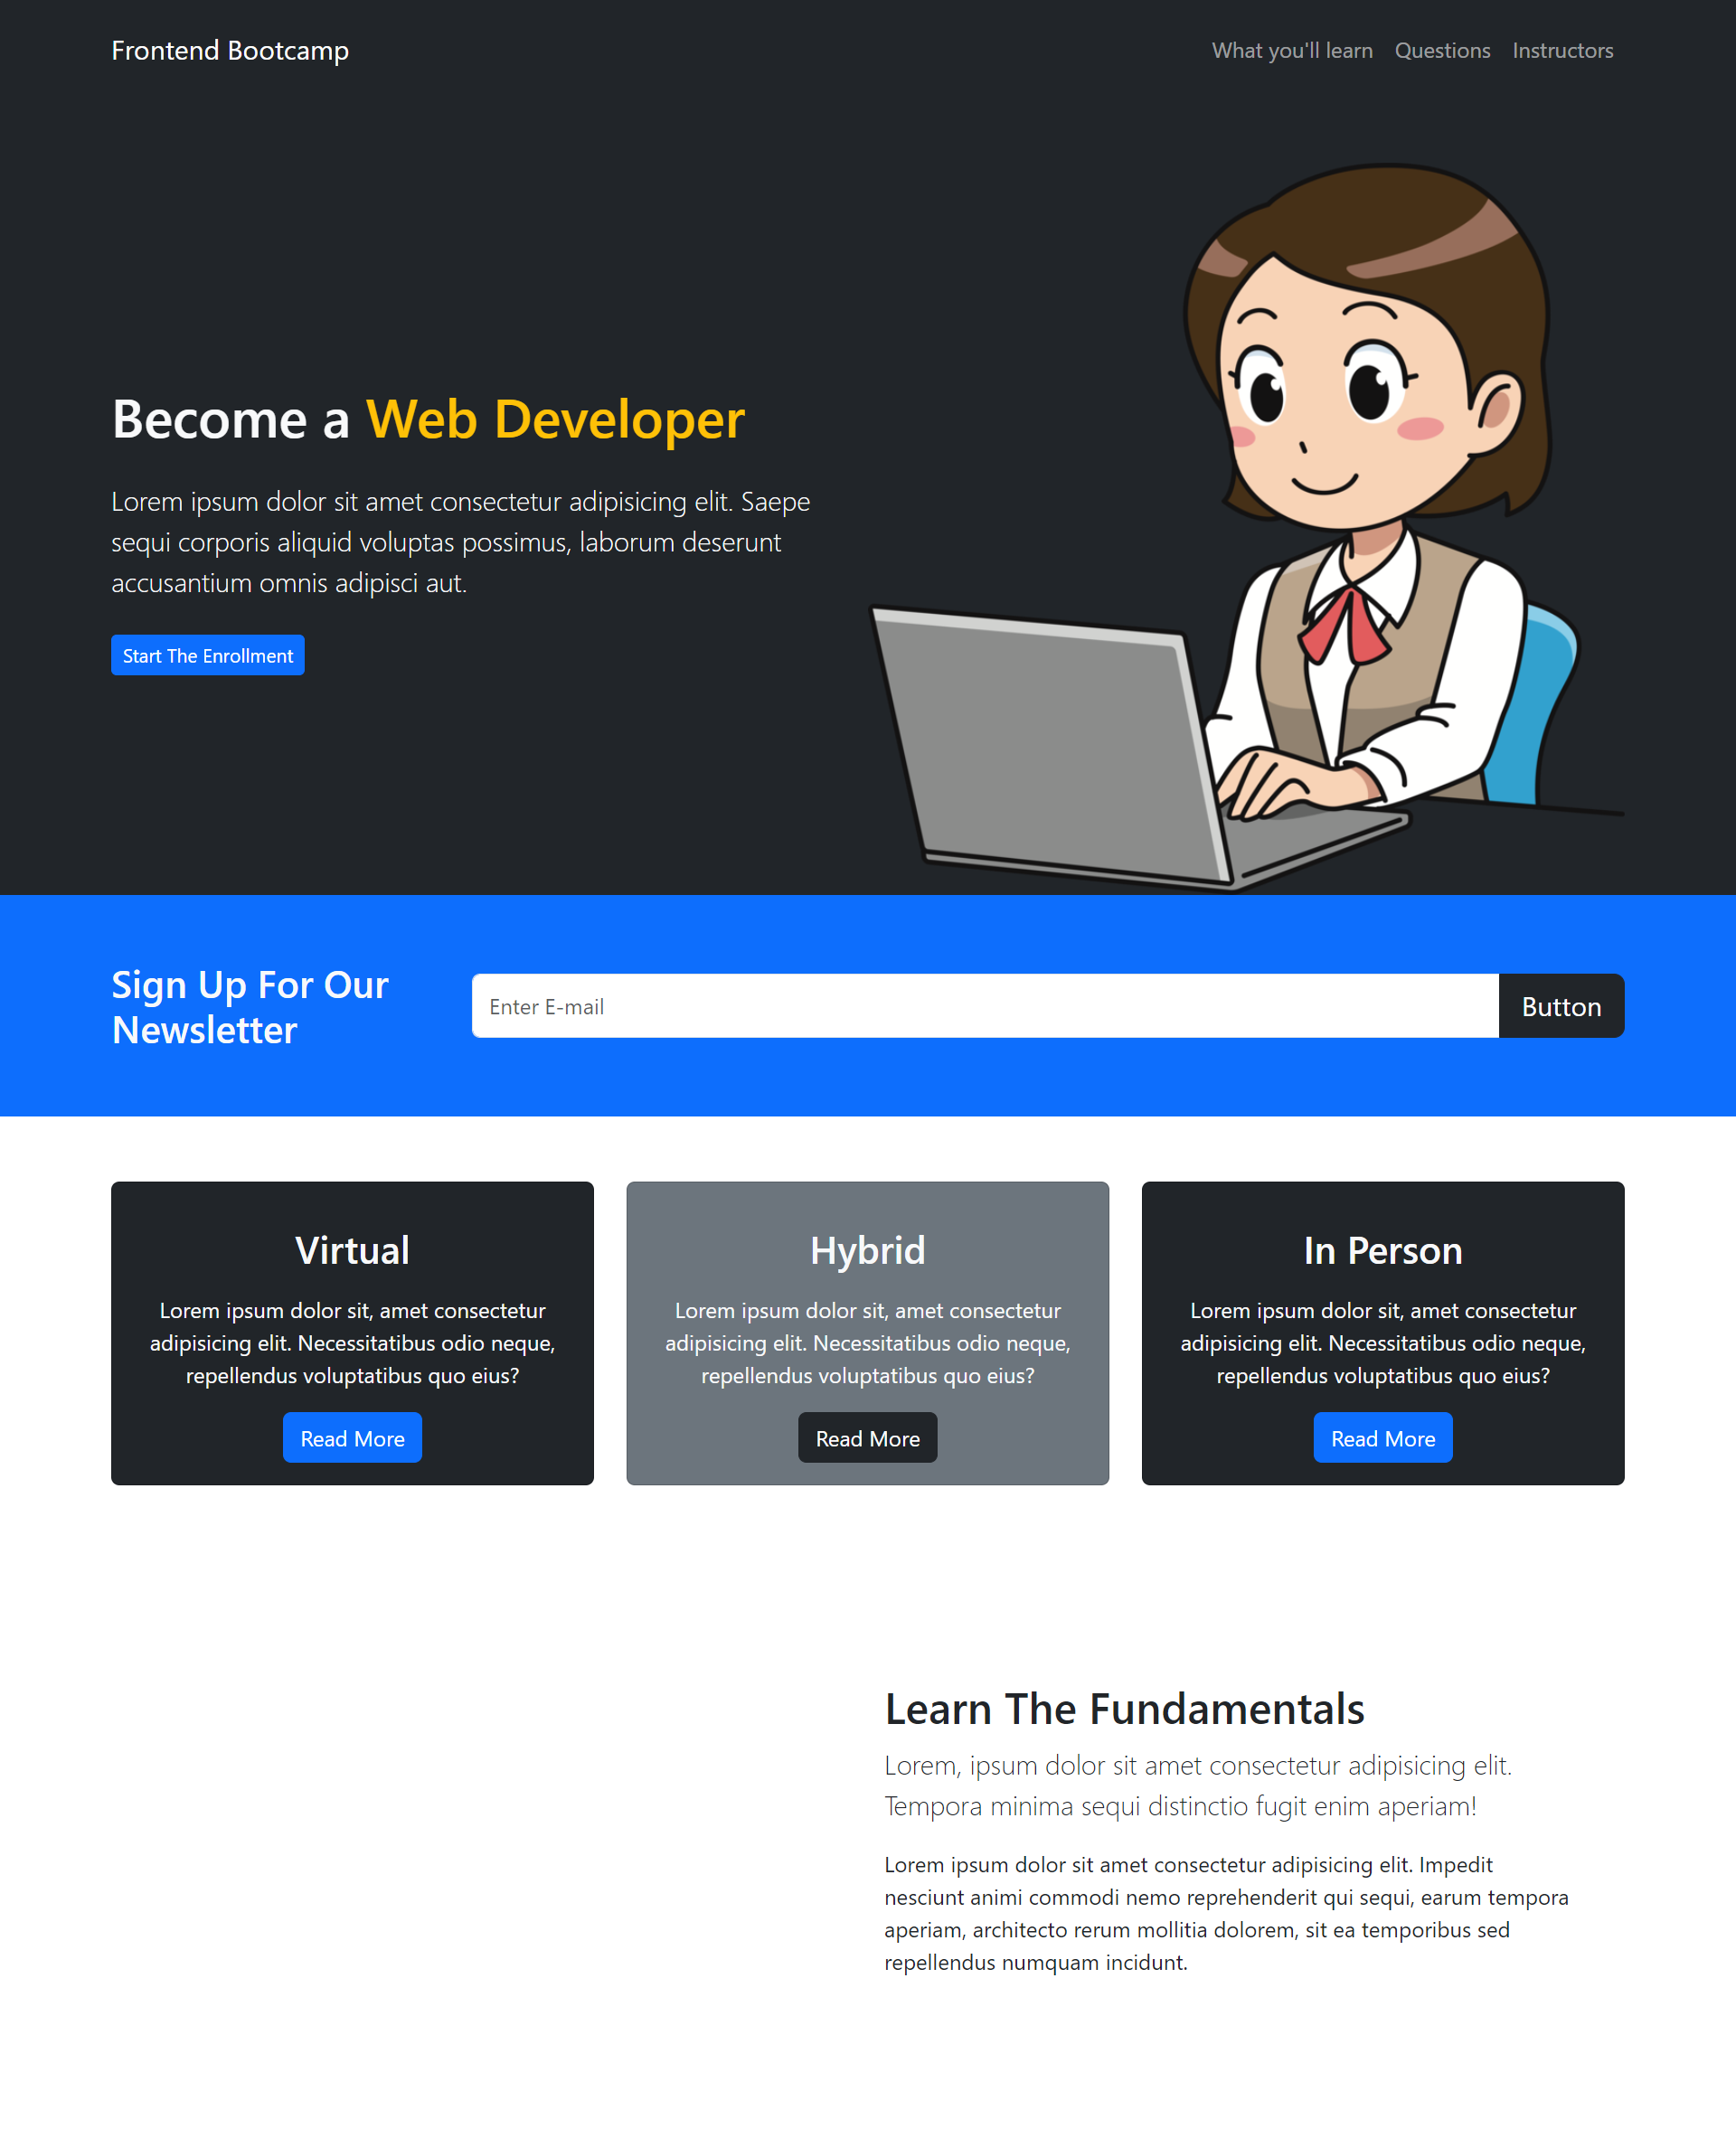 Frontend Bootcamp
What you'll learn Questions Instructors
Become a Web Developer
Lorem ipsum dolor sit amet consectetur adipisicing elit. Saepe
sequi corporis aliquid voluptas possimus, laborum deserunt
accusantium omnis adipisci aut.
Start The Enrollment
Sign Up For Our
Newsletter
Enter E-mail
Button
Virtual
Lorem ipsum dolor sit, amet consectetur
adipisicing elit. Necessitatibus odio neque,
repellendus voluptatibus quo eius?
Read More
Hybrid
Lorem ipsum dolor sit, amet consectetur
adipisicing elit. Necessitatibus odio neque,
repellendus voluptatibus quo eius?
Read More
In Person
Lorem ipsum dolor sit, amet consectetur
adipisicing elit. Necessitatibus odio neque,
repellendus voluptatibus quo eius?
Read More
Learn The Fundamentals
Lorem, ipsum dolor sit amet consectetur adipisicing elit.
Tempora minima sequi distinctio fugit enim aperiam!
Lorem ipsum dolor sit amet consectetur adipisicing elit. Impedit
nesciunt animi commodi nemo reprehenderit qui sequi, earum tempora
aperiam, architecto rerum mollitia dolorem, sit ea temporibus sed
repellendus numquam incidunt.